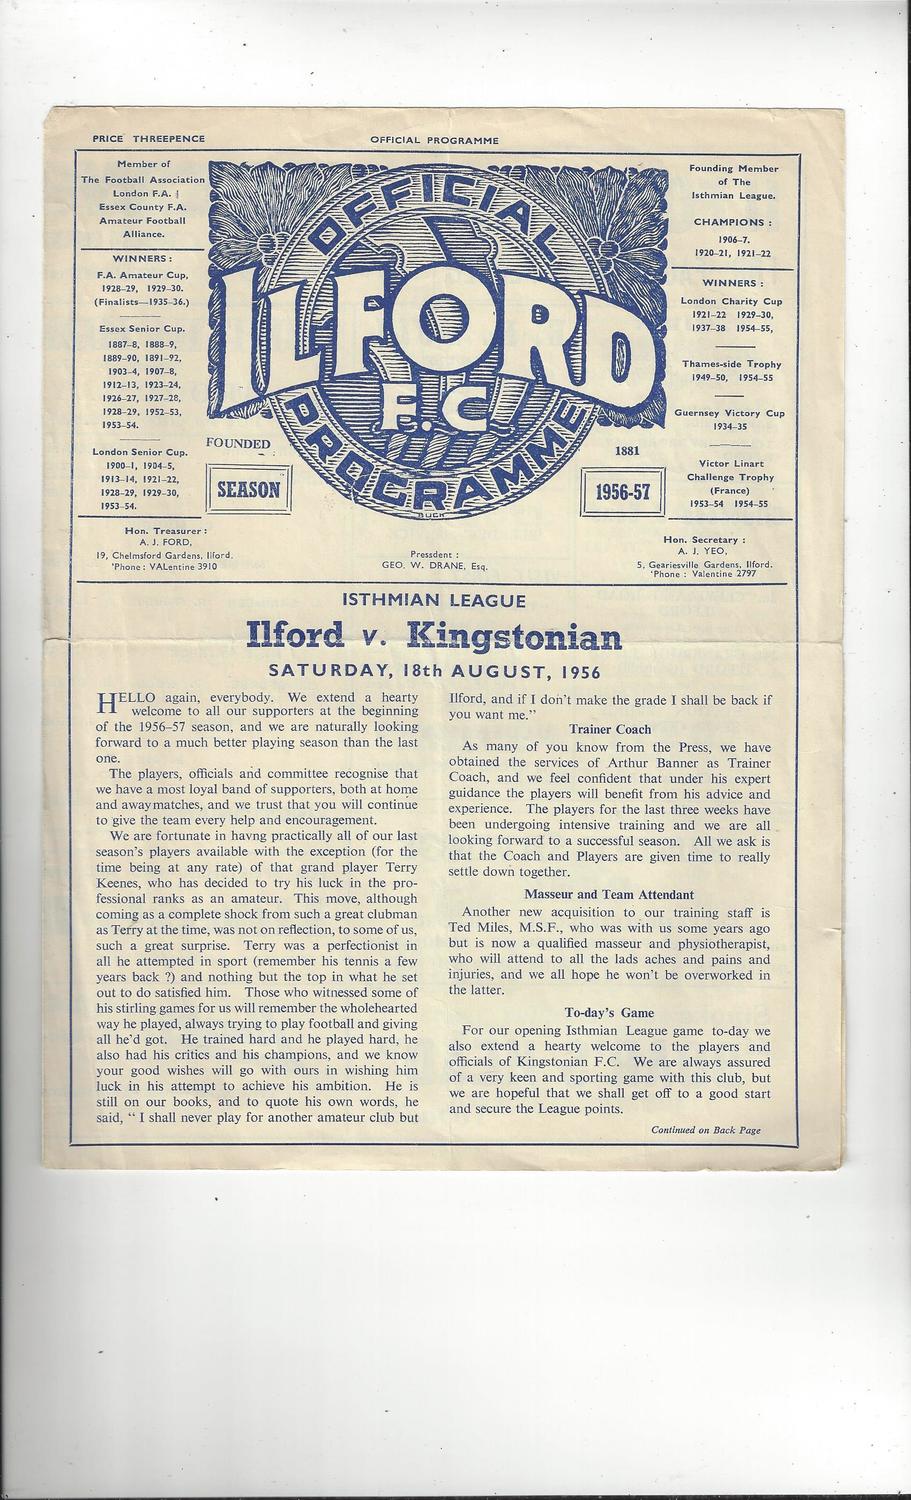 PRICE THREEPENCE
OFFICIAL PROGRAMME
Member of
The Football Association
London F.A.
Essex County F.A.
Amateur Football
Alliance.
WINNERS :
F.A. Amateur Cup,
1928–29, 1929–30.
(Finalists—1935–36.)
Essex Senior Cup.
1887–8, 1888–9,
1889–90, 1891–92,
1903–4, 1907–8,
1912–13, 1923–24,
1926–27, 1927–28,
1928–29, 1952–53,
1953–54.
London Senior Cup.
1900–1, 1904–5,
1913–14, 1921–22,
1928–29, 1929–30,
1953–54.
OFFICIAL
ILFORD
F.C.
PROGRAMME
BUCK
FOUNDED
1881
SEASON
1956-57
Founding Member
of The
Isthmian League.
CHAMPIONS :
1906–7.
1920–21, 1921–22
WINNERS :
London Charity Cup
1921–22 1929–30,
1937–38 1954–55,
Thames-side Trophy
1949–50, 1954–55
Guernsey Victory Cup
1934–35
Victor Linart
Challenge Trophy
(France)
1953–54 1954–55
Hon. Treasurer :
A. J. FORD,
19, Chelmsford Gardens, Ilford.
'Phone : VALentine 3910
Pressdent :
GEO. W. DRANE, Esq.
Hon. Secretary :
A. J. YEO,
5, Geariesville Gardens, Ilford.
'Phone : Valentine 2797
ISTHMIAN LEAGUE
Ilford v. Kingstonian
SATURDAY, 18th AUGUST, 1956
HELLO again, everybody. We extend a hearty
welcome to all our supporters at the beginning
of the 1956–57 season, and we are naturally looking
forward to a much better playing season than the last
one.
The players, officials and committee recognise that
we have a most loyal band of supporters, both at home
and awaymatches, and we trust that you will continue
to give the team every help and encouragement.
We are fortunate in havng practically all of our last
season's players available with the exception (for the
time being at any rate) of that grand player Terry
Keenes, who has decided to try his luck in the pro-
fessional ranks as an amateur. This move, although
coming as a complete shock from such a great clubman
as Terry at the time, was not on reflection, to some of us,
such a great surprise. Terry was a perfectionist in
all he attempted in sport (remember his tennis a few
years back ?) and nothing but the top in what he set
out to do satisfied him. Those who witnessed some of
his stirling games for us will remember the wholehearted
way he played, always trying to play football and giving
all he'd got. He trained hard and he played hard, he
also had his critics and his champions, and we know
your good wishes will go with ours in wishing him
luck in his attempt to achieve his ambition. He is
still on our books, and to quote his own words, he
said, “ I shall never play for another amateur club but
Ilford, and if I don't make the grade I shall be back if
you want me.”
Trainer Coach
As many of you know from the Press, we have
obtained the services of Arthur Banner as Trainer
Coach, and we feel confident that under his expert
guidance the players will benefit from his advice and
experience. The players for the last three weeks have
been undergoing intensive training and we are all
looking forward to a successful season. All we ask is
that the Coach and Players are given time to really
settle down together.
Masseur and Team Attendant
Another new acquisition to our training staff is
Ted Miles, M.S.F., who was with us some years ago
but is now a qualified masseur and physiotherapist,
who will attend to all the lads aches and pains and
injuries, and we all hope he won't be overworked in
the latter.
To-day's Game
For our opening Isthmian League game to-day we
also extend a hearty welcome to the players and
officials of Kingstonian F.C. We are always assured
of a very keen and sporting game with this club, but
we are hopeful that we shall get off to a good start
and secure the League points.
Continued on Back Page